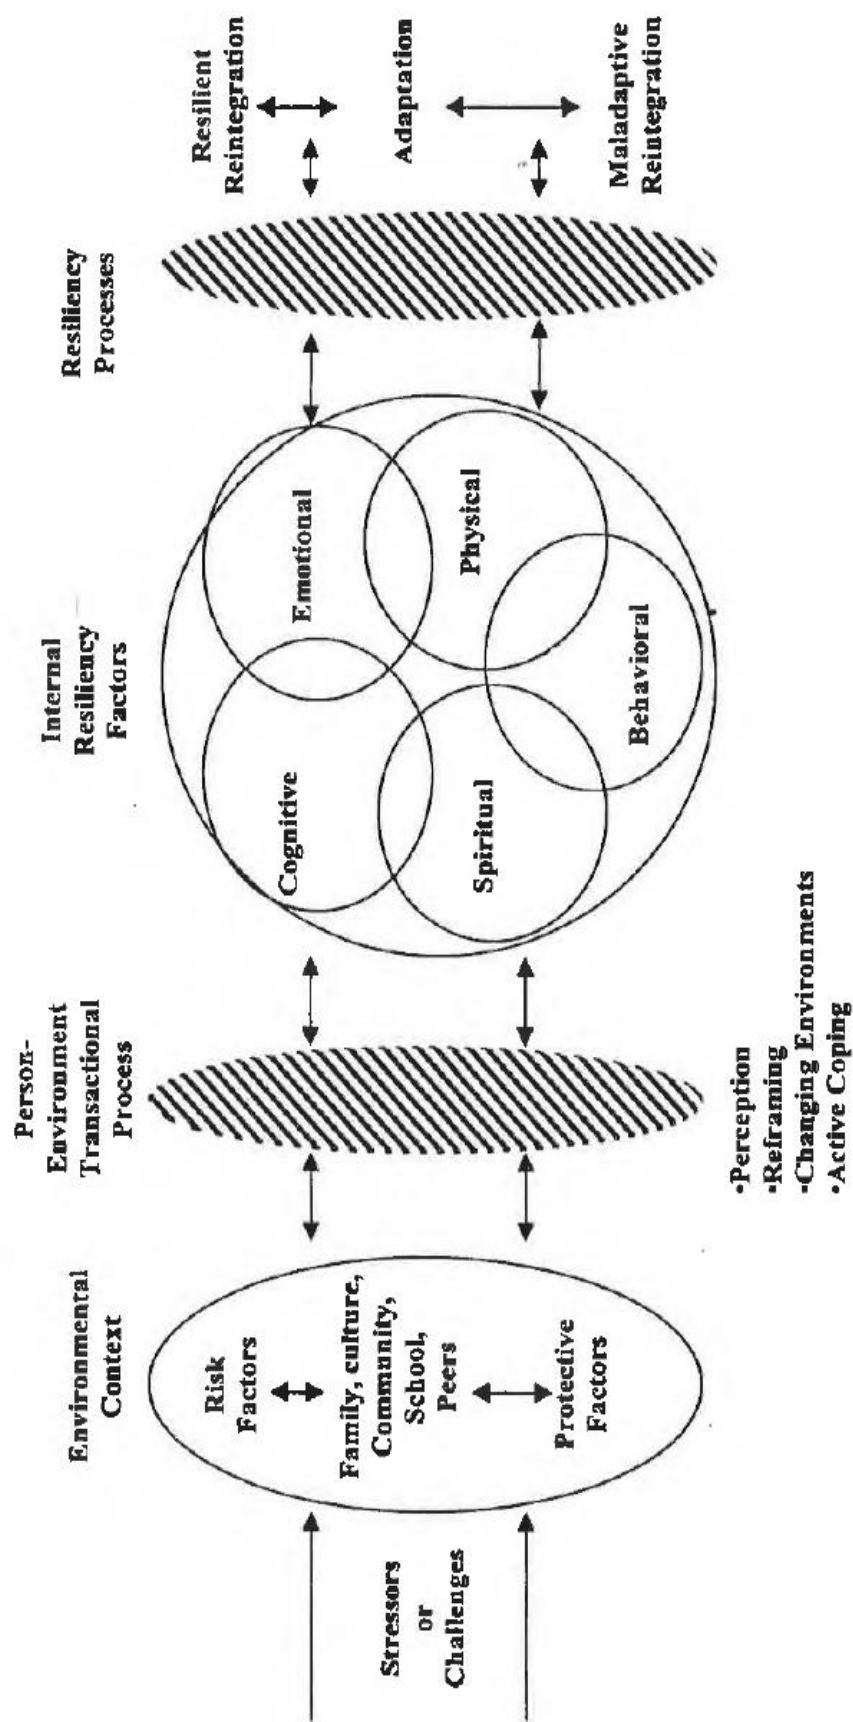 Stressors
or
Challenges
Environmental
Context
Risk
Factors
Family, culture,
Community,
School,
Peers
Protective
Factors
Person-
Environment
Transactional
Process
•Perception
•Reframing
•Changing Environments
•Active Coping
Internal
Resiliency
Factors
Cognitive
Emotional
Spiritual
Physical
Behavioral
Resiliency
Processes
Resilient
Reintegration
Adaptation
Maladaptive
Reintegration